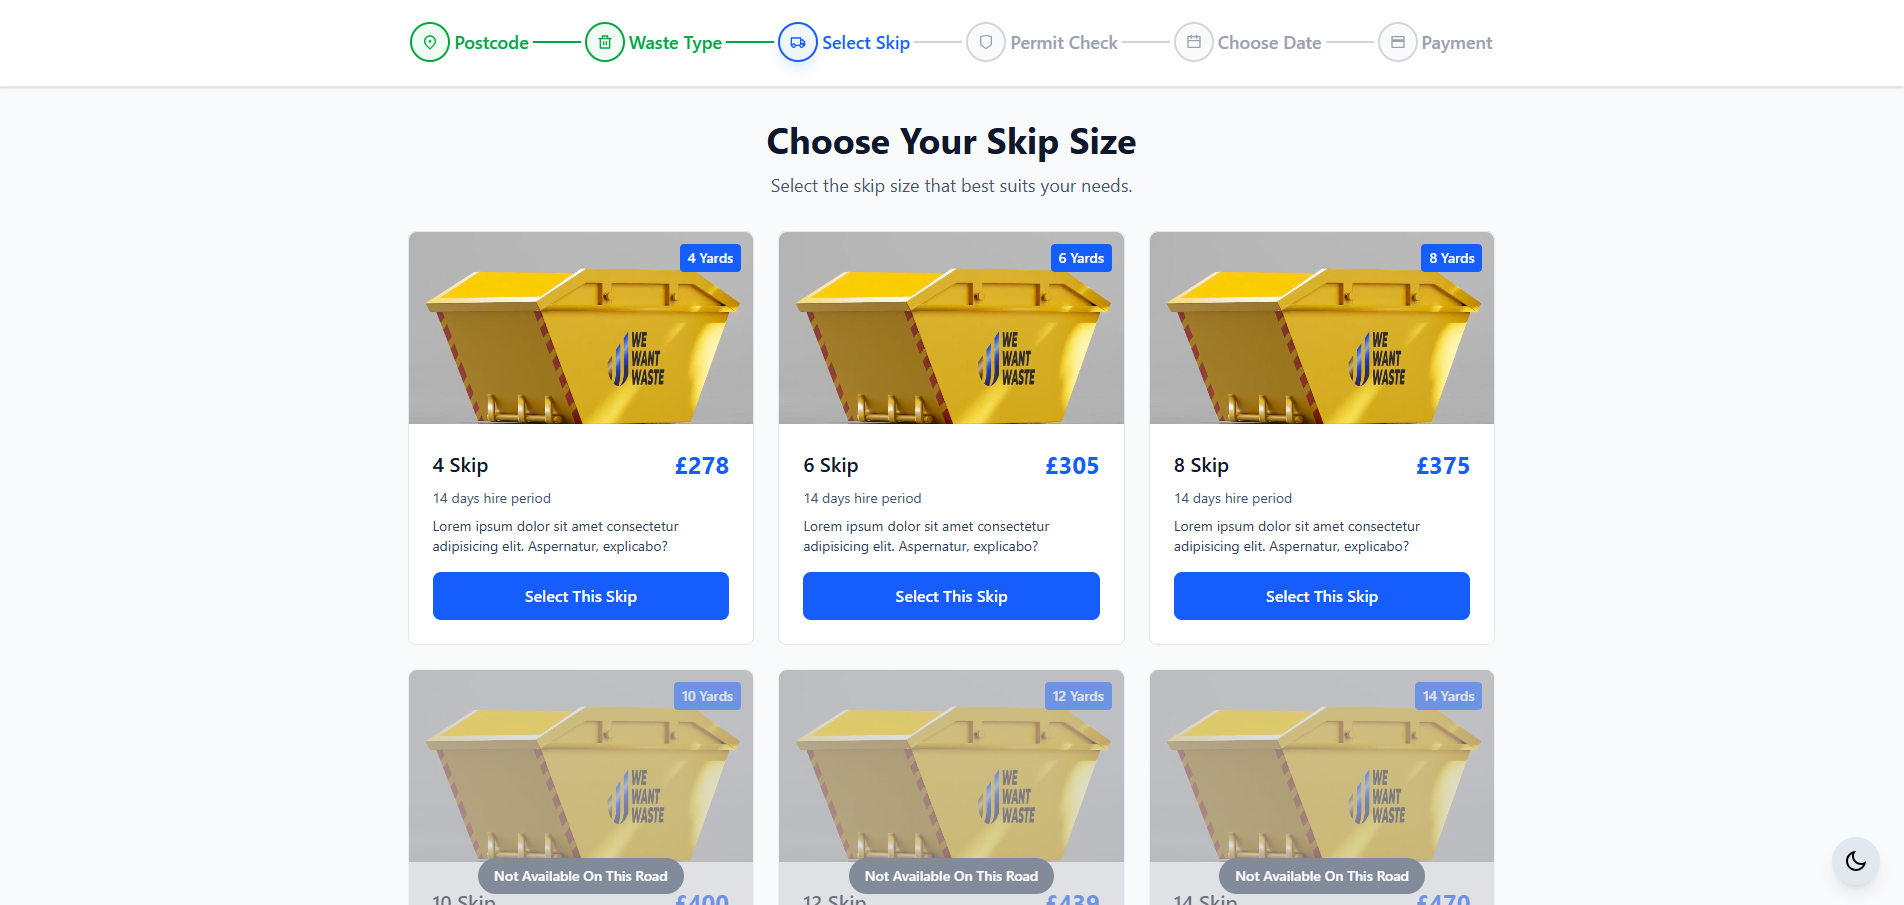 Postcode
Waste Type
Select Skip
Permit Check
Choose Date
Payment
Choose Your Skip Size
Select the skip size that best suits your needs.
4 Yards
WE
WANT
WASTE
4 Skip
£278
14 days hire period
Lorem ipsum dolor sit amet consectetur
adipisicing elit. Aspernatur, explicabo?
Select This Skip
6 Yards
WE
WANT
WASTE
6 Skip
£305
14 days hire period
Lorem ipsum dolor sit amet consectetur
adipisicing elit. Aspernatur, explicabo?
Select This Skip
8 Yards
WE
WANT
WASTE
8 Skip
£375
14 days hire period
Lorem ipsum dolor sit amet consectetur
adipisicing elit. Aspernatur, explicabo?
Select This Skip
10 Yards
WE
WANT
WASTE
Not Available On This Road
10 Skip
£400
12 Yards
WE
WANT
WASTE
Not Available On This Road
12 Skip
£439
14 Yards
WE
WANT
WASTE
Not Available On This Road
14 Skip
£470